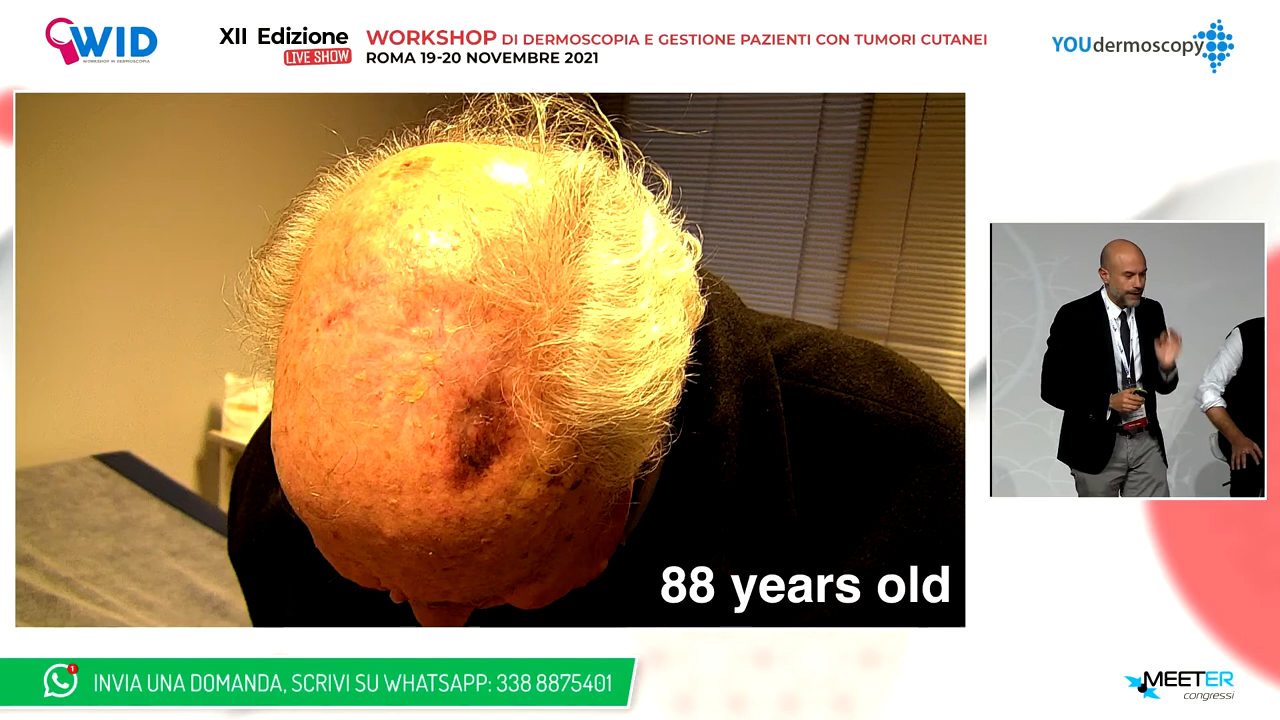 WID
WORKSHOP IN DERMOSCOPIA
XII Edizione
LIVE SHOW
WORKSHOP DI DERMOSCOPIA E GESTIONE PAZIENTI CON TUMORI CUTANEI
ROMA 19-20 NOVEMBRE 2021
YOUdermoscopy
88 years old
1
INVIA UNA DOMANDA, SCRIVI SU WHATSAPP: 338 8875401
MEETER
congressi